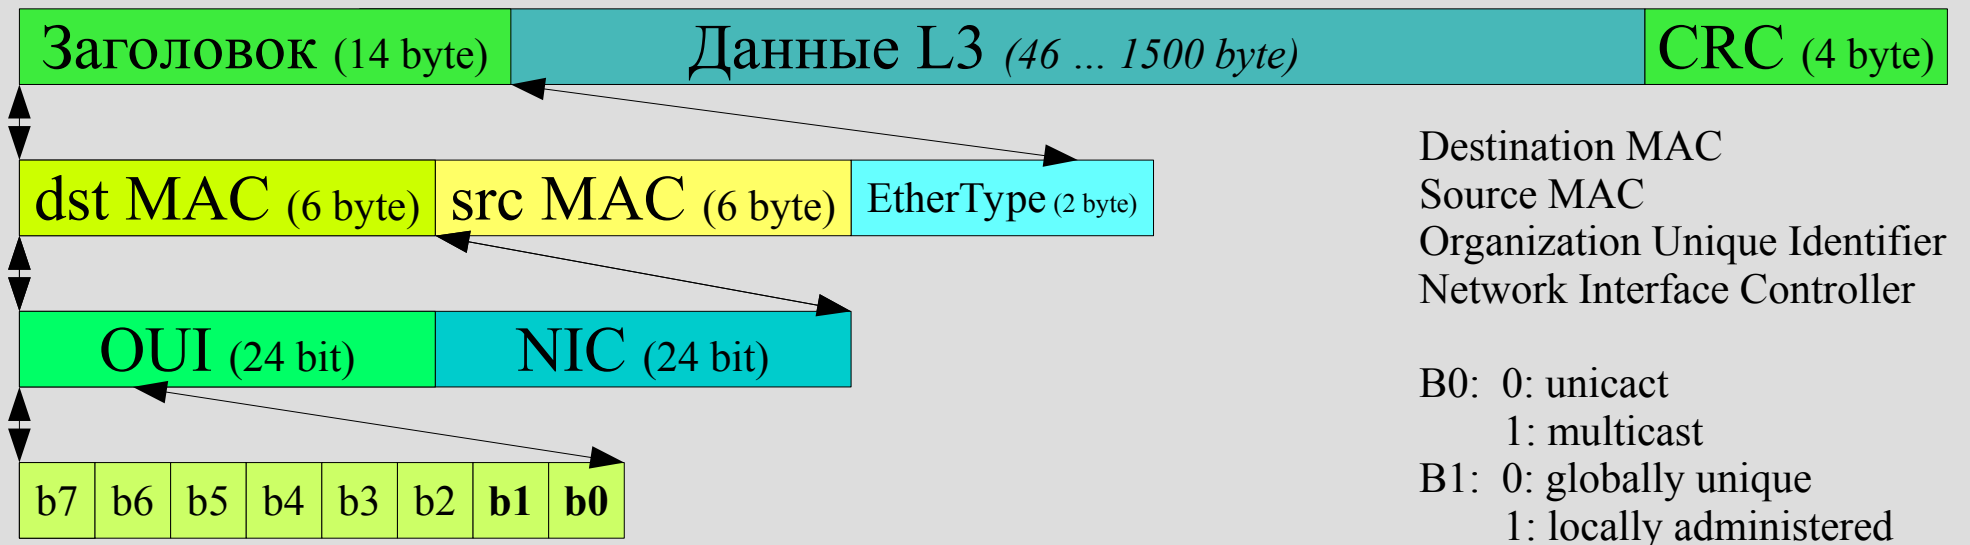 Заголовок (14 byte) Данные L3 (46 ... 1500 byte) CRC (4 byte)
Destination MAC
dst MAC (6 byte) src MAC (6 byte) EtherType (2 byte)
Source MAC
Organization Unique Identifier
Network Interface Controller
OUI (24 bit) NIC (24 bit)
B0: 0: unicact
1: multicast
B1: 0: globally unique
b7 b6 b5 b4 b3 b2 b1 b0
1: locally administered